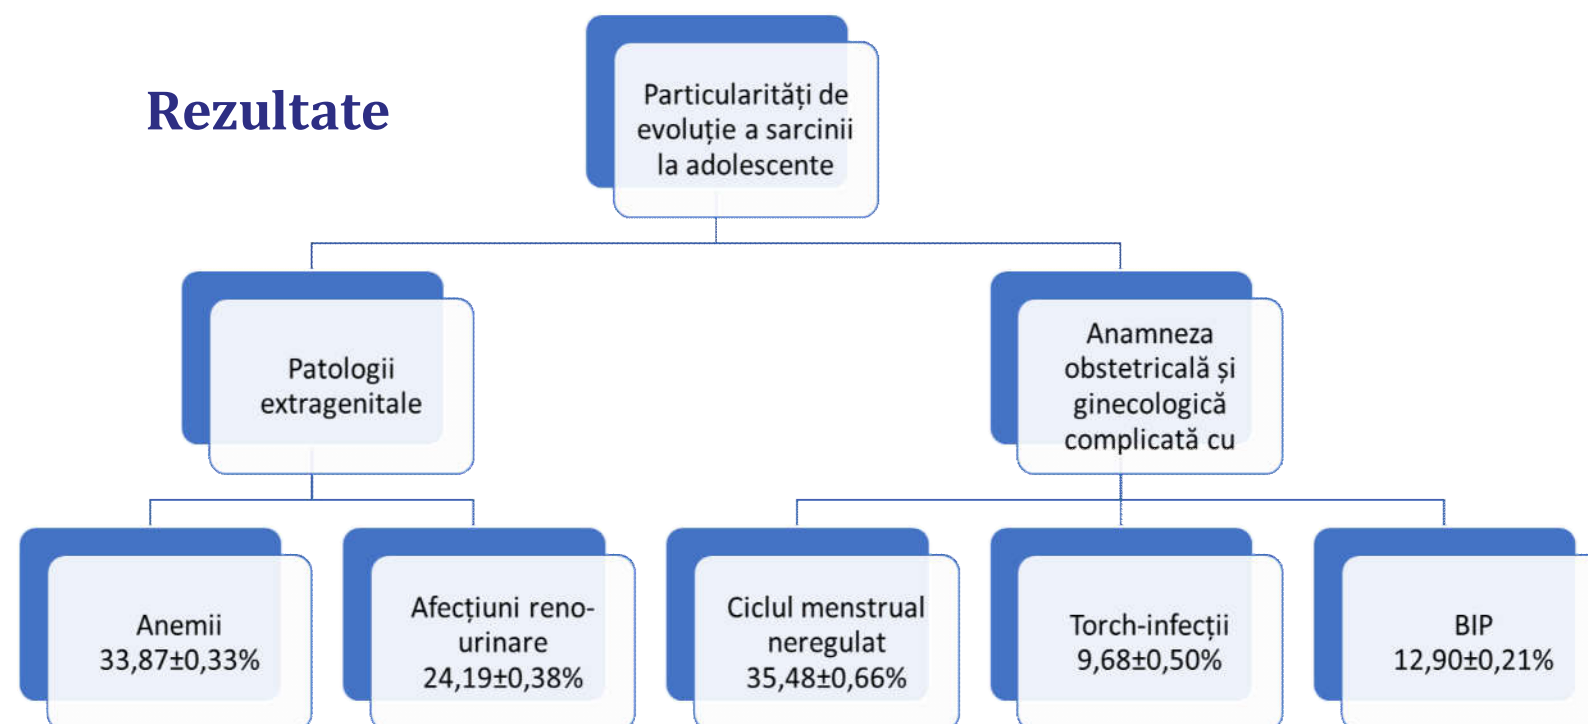 Rezultate
Particularități de
evoluție a sarcinii
la adolescente
Patologii
extragenitale
Anamneza
obstetricală și
ginecologică
complicată cu
Anemii
33,87±0,33%
Afecțiuni reno-
urinare
24,19±0,38%
Ciclul menstrual
neregulat
35,48±0,66%
Torch-infecții
9,68±0,50%
BIP
12,90±0,21%